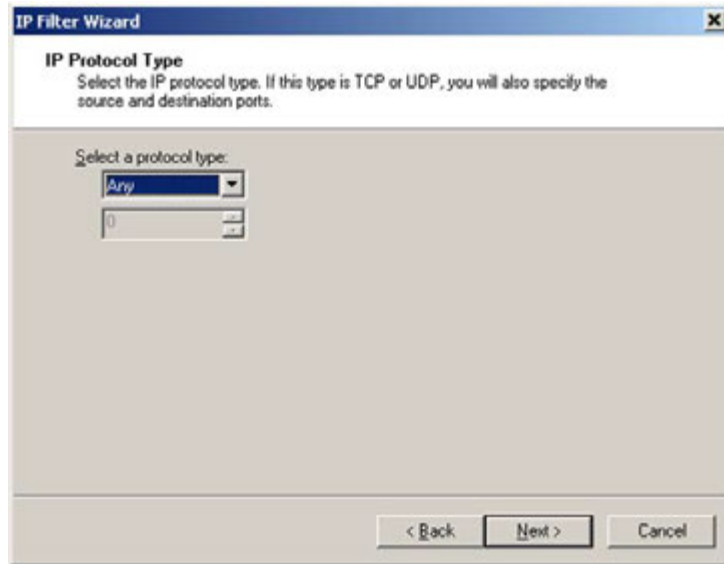 IP Filter Wizard
IP Protocol Type
Select the IP protocol type. If this type is TCP or UDP, you will also specify the
source and destination ports.
Select a protocol type:
Any
0
< Back
Next >
Cancel